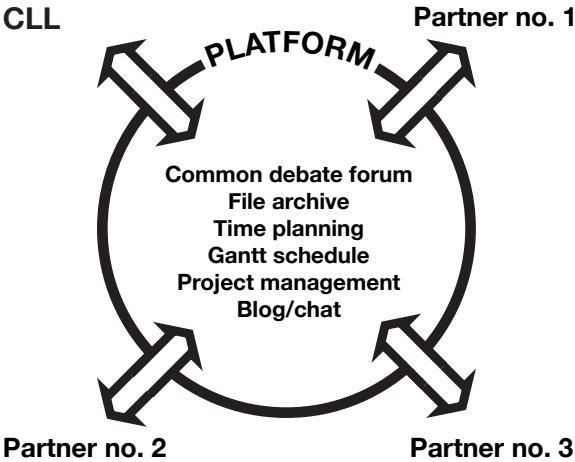 CLL
Partner no. 1
PLATFORM
Common debate forum
File archive
Time planning
Gantt schedule
Project management
Blog/chat
Partner no. 2
Partner no. 3